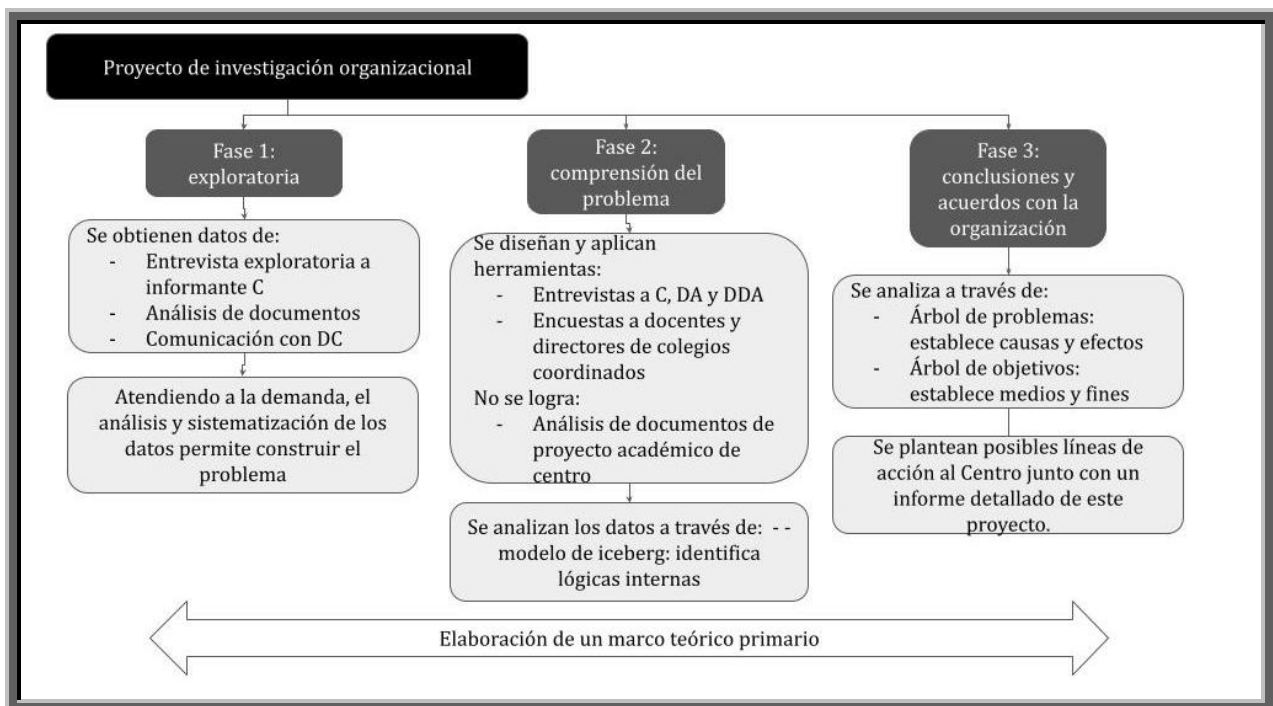 Proyecto de investigación organizacional
Fase 1:
exploratoria
Se obtienen datos de:
- Entrevista exploratoria a
informante C
- Análisis de documentos
- Comunicación con DC
Atendiendo a la demanda, el
análisis y sistematización de los
datos permite construir el
problema
Fase 2:
comprensión del
problema
Se diseñan y aplican
herramientas:
- Entrevistas a C, DA y DDA
- Encuestas a docentes y
directores de colegios
coordinados
No se logra:
- Análisis de documentos de
proyecto académico de
centro
Se analizan los datos a través de: - -
modelo de iceberg: identifica
lógicas internas
Fase 3:
conclusiones y
acuerdos con la
organización
Se analiza a través de:
- Árbol de problemas:
establece causas y efectos
- Árbol de objetivos:
establece medios y fines
Se plantean posibles líneas de
acción al Centro junto con un
informe detallado de este
proyecto.
Elaboración de un marco teórico primario